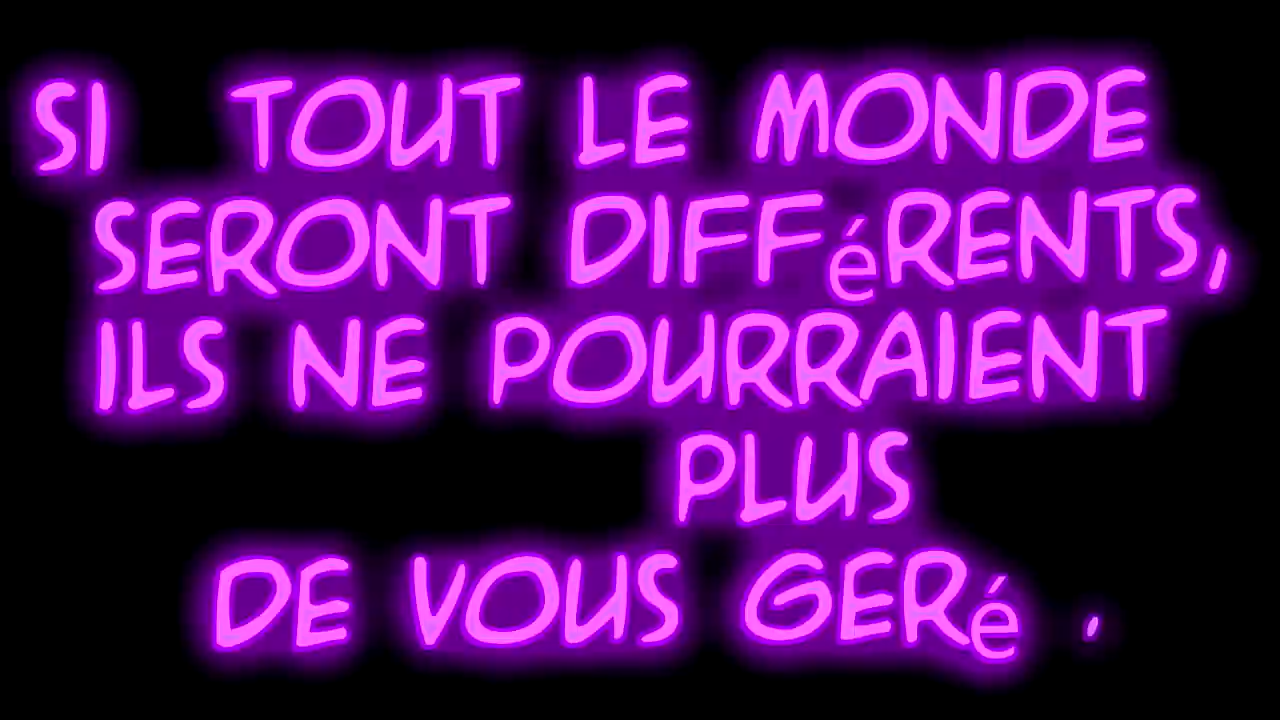 SI TOUT LE MONDE
SERONT DIFFéRENTS,
ILS NE POURRAIENT
PLUS
DE VOUS GERé .